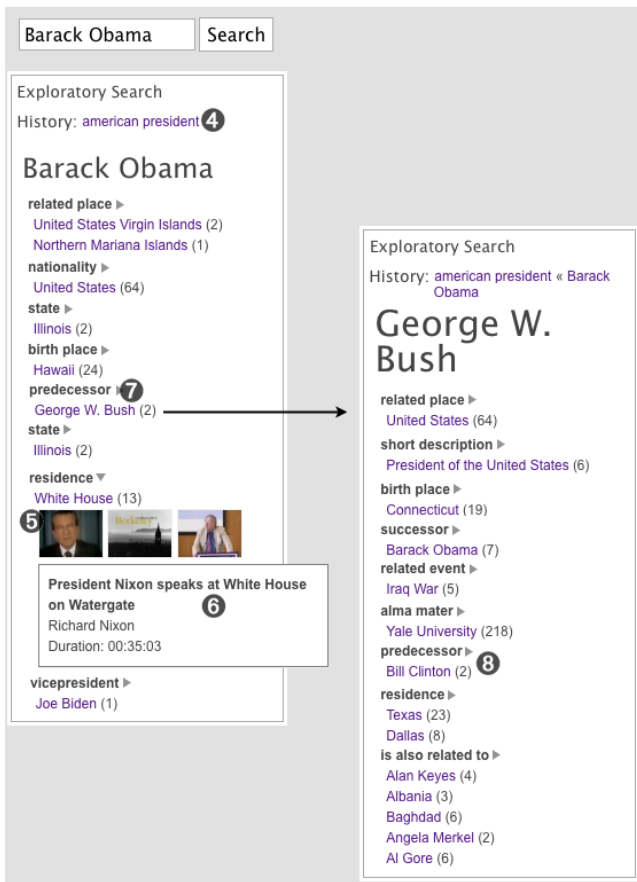 Barack Obama Search
Exploratory Search
History: american president 4
Barack Obama
related place
United States Virgin Islands (2)
Northern Mariana Islands (1)
nationality
United States (64)
state
Illinois (2)
birth place
Hawaii (24)
predecessor 7
George W. Bush (2)
state
Illinois (2)
residence
White House (13)
5
Berkeley
President Nixon speaks at White House
on Watergate 6
Richard Nixon
Duration: 00:35:03
vicepresident
Joe Biden (1)
Exploratory Search
History: american president « Barack
Obama
George W.
Bush
related place
United States (64)
short description
President of the United States (6)
birth place
Connecticut (19)
successor
Barack Obama (7)
related event
Iraq War (5)
alma mater
Yale University (218)
predecessor
Bill Clinton (2) 8
residence
Texas (23)
Dallas (8)
is also related to
Alan Keyes (4)
Albania (3)
Baghdad (6)
Angela Merkel (2)
Al Gore (6)